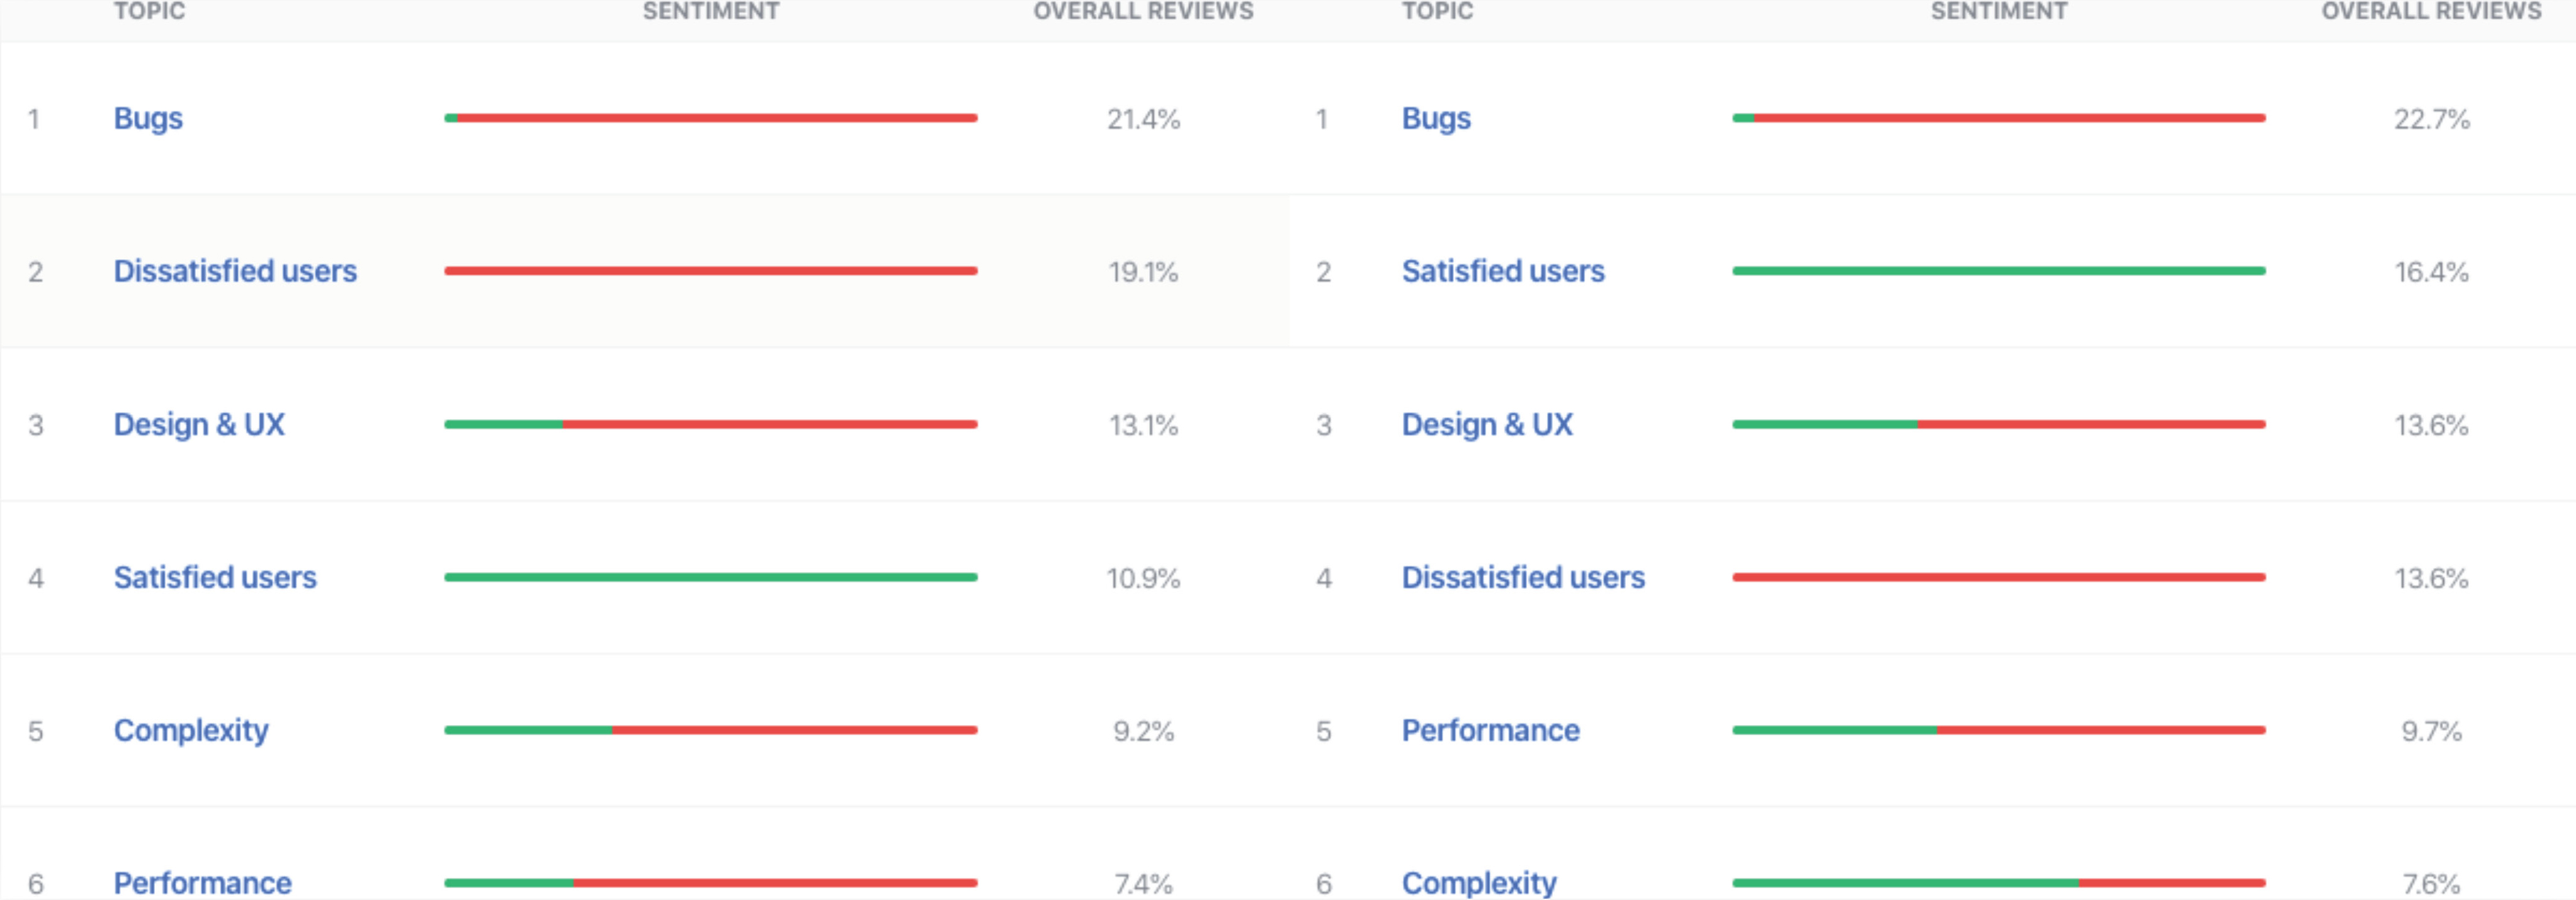 TOPIC SENTIMENT OVERALL REVIEWS TOPIC SENTIMENT OVERALL REVIEWS
1 Bugs 21.4% 1 Bugs 22.7%
2 Dissatisfied users 19.1% 2 Satisfied users 16.4%
3 Design & UX 13.1% 3 Design & UX 13.6%
4 Satisfied users 10.9% 4 Dissatisfied users 13.6%
5 Complexity 9.2% 5 Performance 9.7%
6 Performance 7.4% 6 Complexity 7.6%